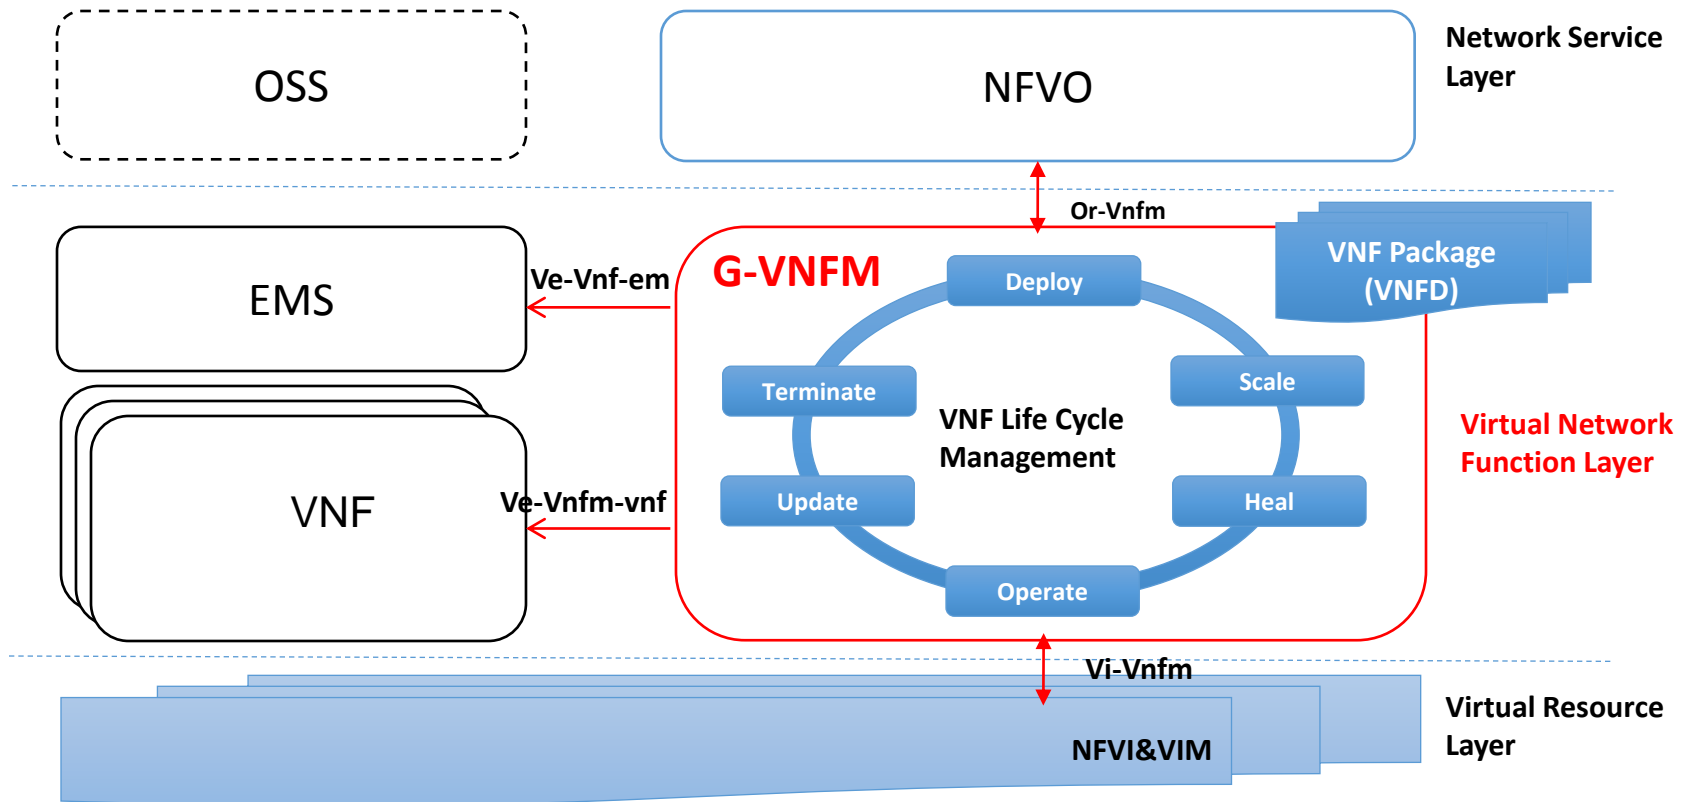 OSS
NFVO
Network Service
Layer
Or-Vnfm
EMS
Ve-Vnf-em
G-VNFM
Deploy
VNF Package
(VNFD)
Terminate
Scale
VNF Life Cycle
Management
Virtual Network
Function Layer
VNF
Ve-Vnfm-vnf
Update
Heal
Operate
Vi-Vnfm
NFVI&VIM
Virtual Resource
Layer